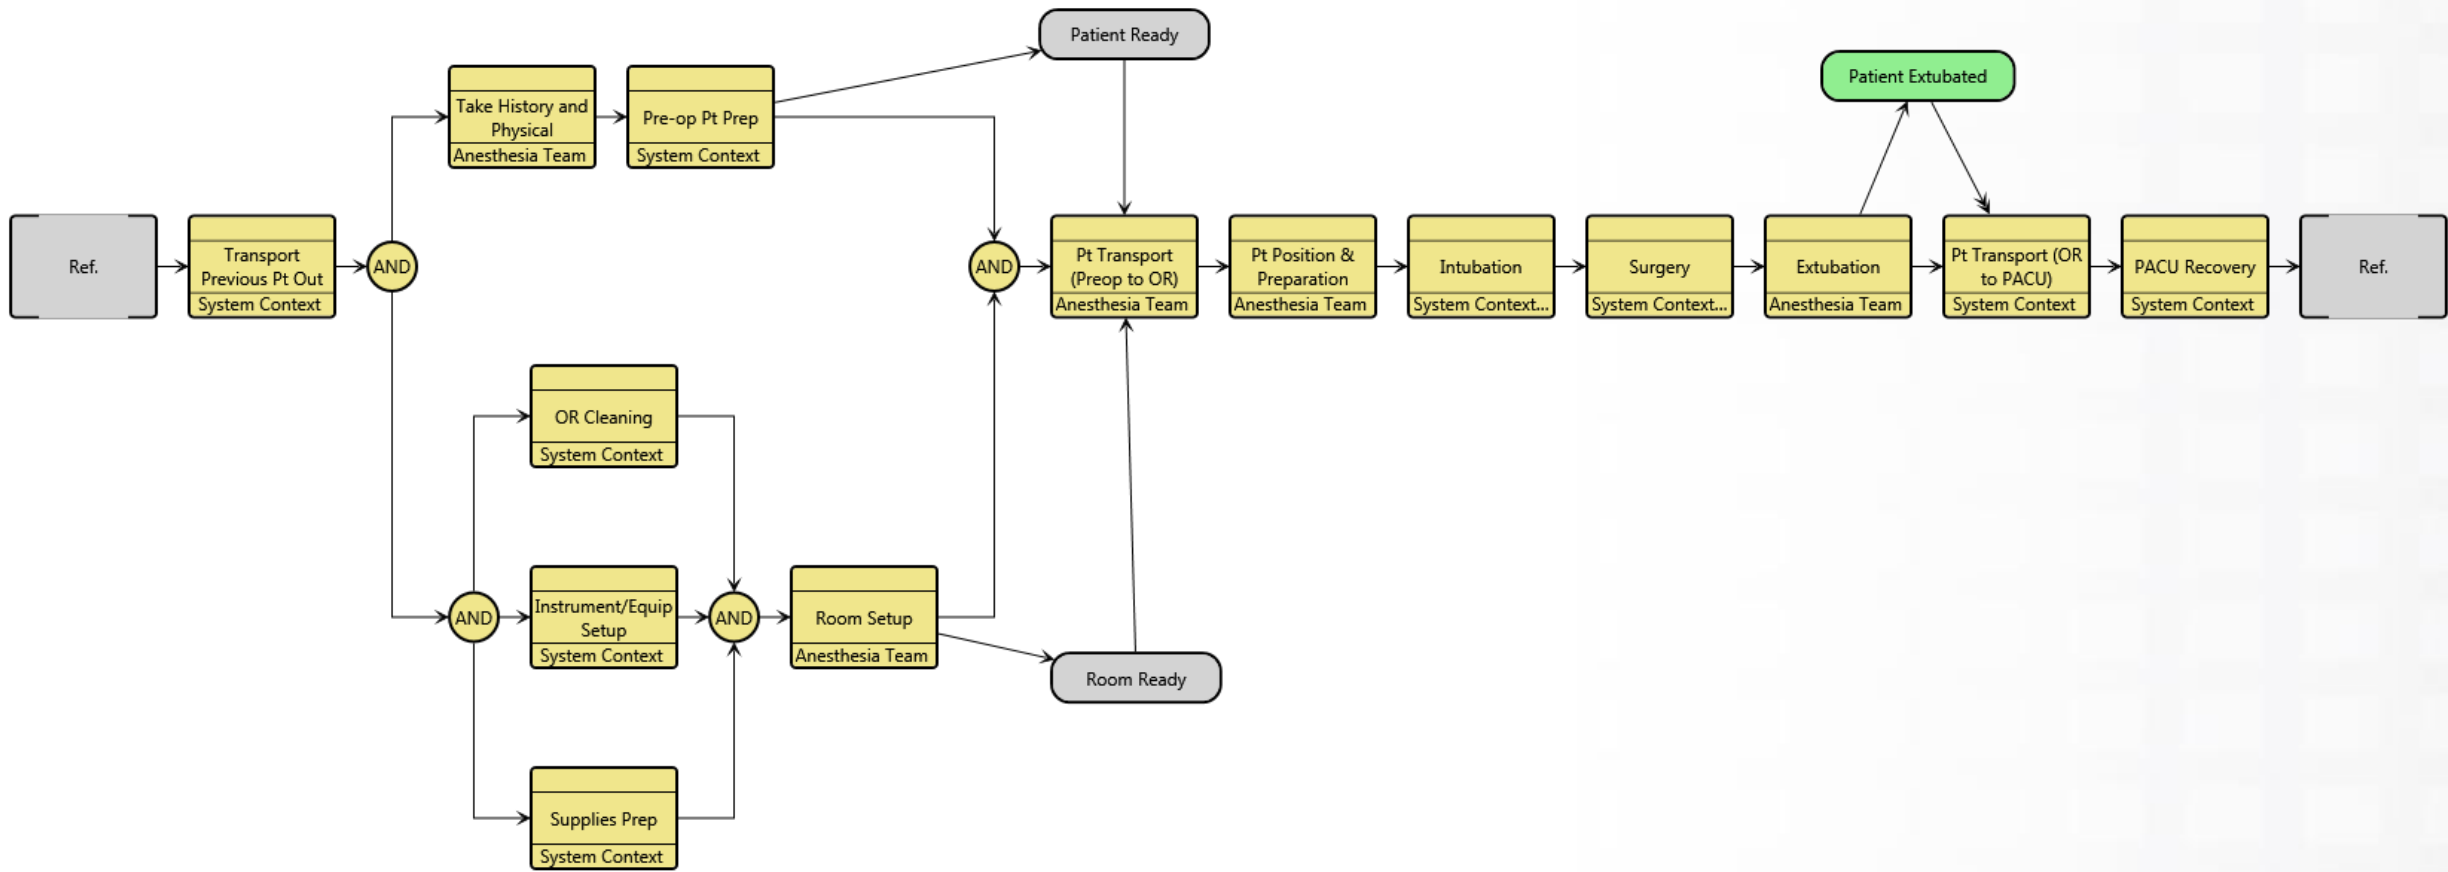 Patient Ready
Patient Extubated
Take History and
Physical
Anesthesia Team
Pre-op Pt Prep
System Context
Ref.
Transport
Previous Pt Out
System Context
AND
AND
Pt Transport
(Preop to OR)
Anesthesia Team
Pt Position &
Preparation
Anesthesia Team
Intubation
System Context...
Surgery
System Context...
Extubation
Anesthesia Team
Pt Transport (OR
to PACU)
System Context
PACU Recovery
System Context
Ref.
OR Cleaning
System Context
AND
Instrument/Equip
Setup
System Context
AND
Room Setup
Anesthesia Team
Room Ready
Supplies Prep
System Context